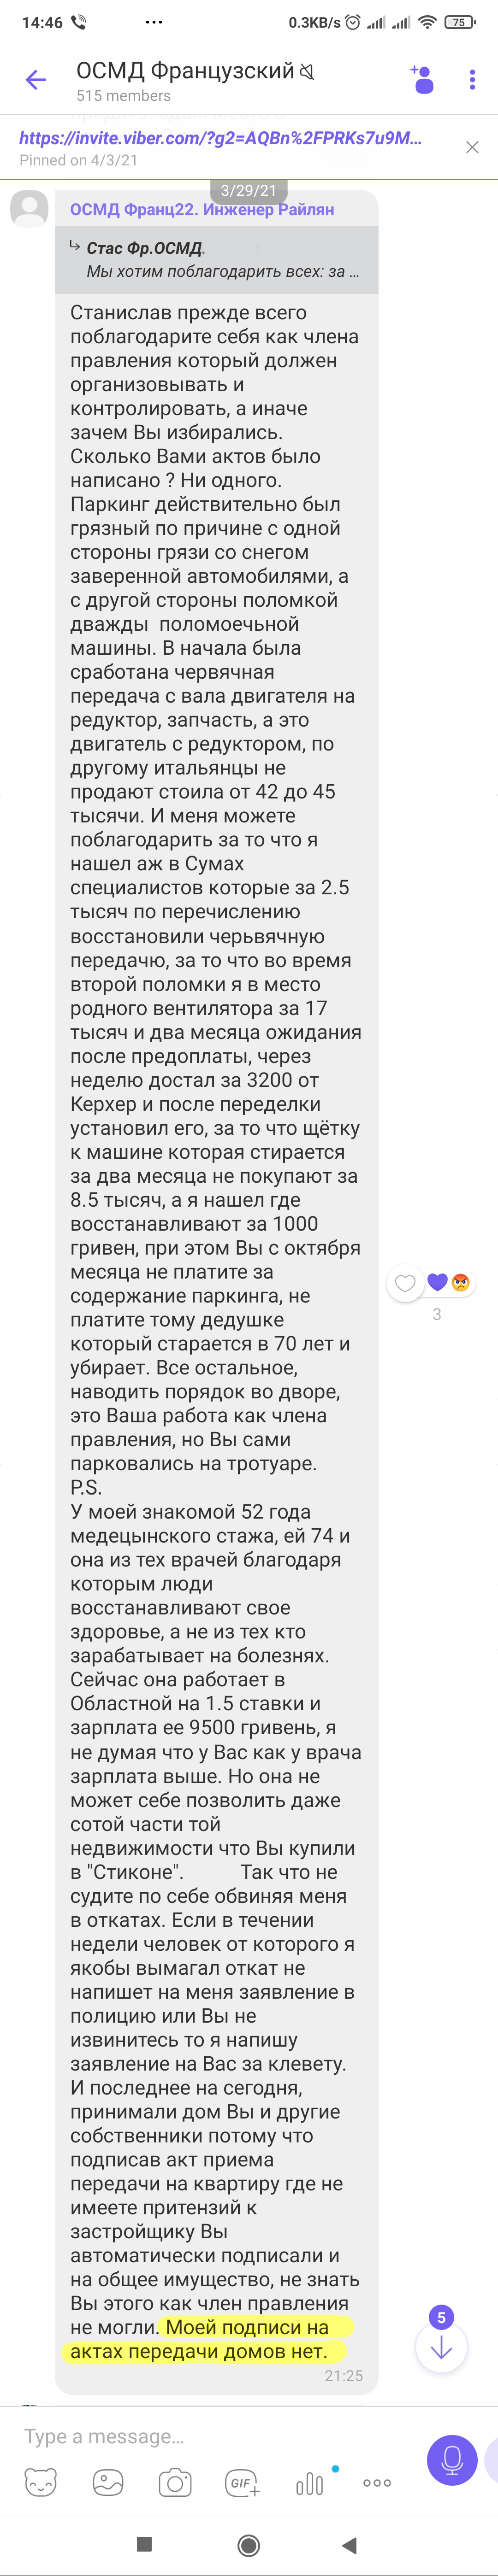 14:46
0.3KB/s
75
ОСМД Французский
515 members
https://invite.viber.com/?g2=AQBn%2FPRKs7u9M...
Pinned on 4/3/21
3/29/21
ОСМД Франц22. Инженер Райлян
Стас Фр.ОСМД.
Мы хотим поблагодарить всех: за ...
Станислав прежде всего
поблагодарите себя как члена
правления который должен
организовывать и
контролировать, а иначе
зачем Вы избирались.
Сколько Вами актов было
написано ? Ни одного.
Паркинг действительно был
грязный по причине с одной
стороны грязи со снегом
заверенной автомобилями, а
с другой стороны поломкой
дважды поломоечьной
машины. В начала была
сработана червячная
передача с вала двигателя на
редуктор, запчасть, а это
двигатель с редуктором, по
другому итальянцы не
продают стоила от 42 до 45
тысячи. И меня можете
поблагодарить за то что я
нашел аж в Сумах
специалистов которые за 2.5
тысяч по перечислению
восстановили черьвячную
передачю, за то что во время
второй поломки я в место
родного вентилятора за 17
тысяч и два месяца ожидания
после предоплаты, через
неделю достал за 3200 от
Керхер и после переделки
установил его, за то что щётку
к машине которая стирается
за два месяца не покупают за
8.5 тысяч, а я нашел где
восстанавливают за 1000
гривен, при этом Вы с октября
месяца не платите за
содержание паркинга, не
платите тому дедушке
который старается в 70 лет и
убирает. Все остальное,
наводить порядок во дворе,
это Ваша работа как члена
правления, но Вы сами
парковались на тротуаре.
P.S.
У моей знакомой 52 года
медецынского стажа, ей 74 и
она из тех врачей благодаря
которым люди
восстанавливают свое
здоровье, а не из тех кто
зарабатывает на болезнях.
Сейчас она работает в
Областной на 1.5 ставки и
зарплата ее 9500 гривень, я
не думая что у Вас как у врача
зарплата выше. Но она не
может себе позволить даже
сотой части той
недвижимости что Вы купили
в "Стиконе". Так что не
судите по себе обвиняя меня
в откатах. Если в течении
недели человек от которого я
якобы вымагал откат не
напишет на меня заявление в
полицию или Вы не
извинитесь то я напишу
заявление на Вас за клевету.
И последнее на сегодня,
принимали дом Вы и другие
собственники потому что
подписав акт приема
передачи на квартиру где не
имеете притензий к
застройщику Вы
автоматически подписали и
на общее имущество, не знать
Вы этого как член правления
не могли. Моей подписи на
актах передачи домов нет.
21:25
3
5
Type a message...
GIF